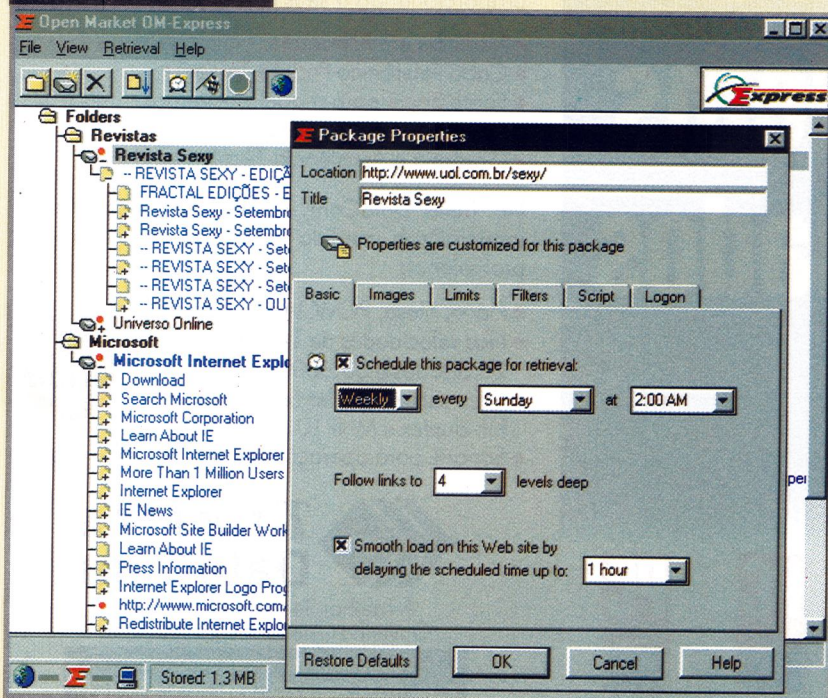 Open Market OM-Express
File View Retrieval Help
Express
Folders
Revistas
Revista Sexy
-- REVISTA SEXY - EDIÇÃ
FRACTAL EDIÇÕES - E
Revista Sexy - Setembro
Revista Sexy - Setembro
-- REVISTA SEXY - Set
-- REVISTA SEXY - Set
-- REVISTA SEXY - Set
-- REVISTA SEXY - OU
Universo Online
Microsoft
Microsoft Internet Explo
Download
Search Microsoft
Microsoft Corporation
Learn About IE
Microsoft Internet Explorer
More Than 1 Million Users
Internet Explorer
IE News
Microsoft Site Builder Work
Learn About IE
Press Information
Internet Explorer Logo Prog
http://www.microsoft.com/
Redistribute Internet Explor
Stored: 1.3 MB
Package Properties
Location http://www.uol.com.br/sexy/
Title Revista Sexy
Properties are customized for this package
Basic Images Limits Filters Script Logon
Schedule this package for retrieval:
Weekly every Sunday at 2:00 AM
Follow links to 4 levels deep
Smooth load on this Web site by
delaying the scheduled time up to: 1 hour
Restore Defaults OK Cancel Help